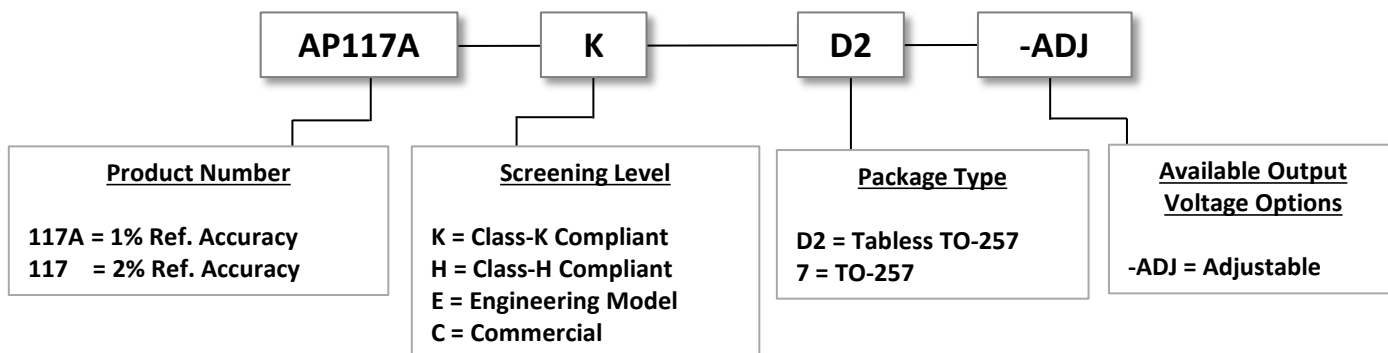 AP117A K D2 -ADJ
Product Number
117A = 1% Ref. Accuracy
117 = 2% Ref. Accuracy
Screening Level
K = Class-K Compliant
H = Class-H Compliant
E = Engineering Model
C = Commercial
Package Type
D2 = Tabless TO-257
7 = TO-257
Available Output
Voltage Options
-ADJ = Adjustable